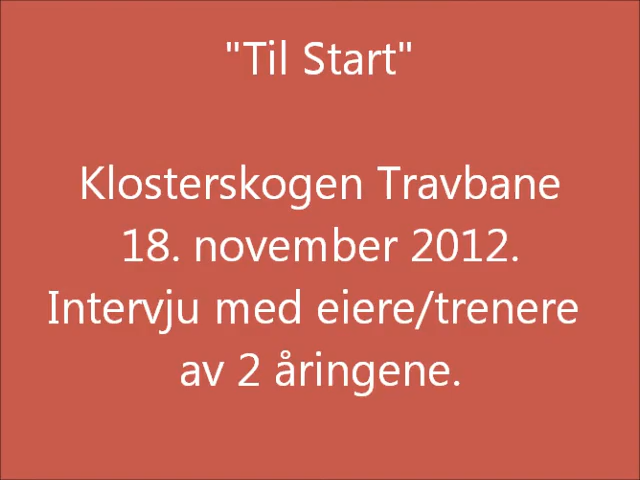 "Til Start"
Klosterskogen Travbane
18. november 2012.
Intervju med eiere/trenere
av 2 åringene.